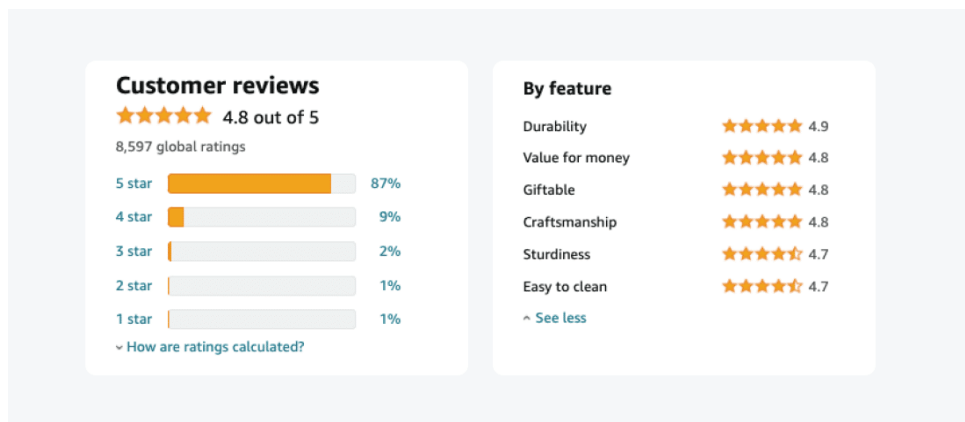 Customer reviews
4.8 out of 5
8,597 global ratings
5 star 87%
4 star 9%
3 star 2%
2 star 1%
1 star 1%
How are ratings calculated?
By feature
Durability 4.9
Value for money 4.8
Giftable 4.8
Craftsmanship 4.8
Sturdiness 4.7
Easy to clean 4.7
See less